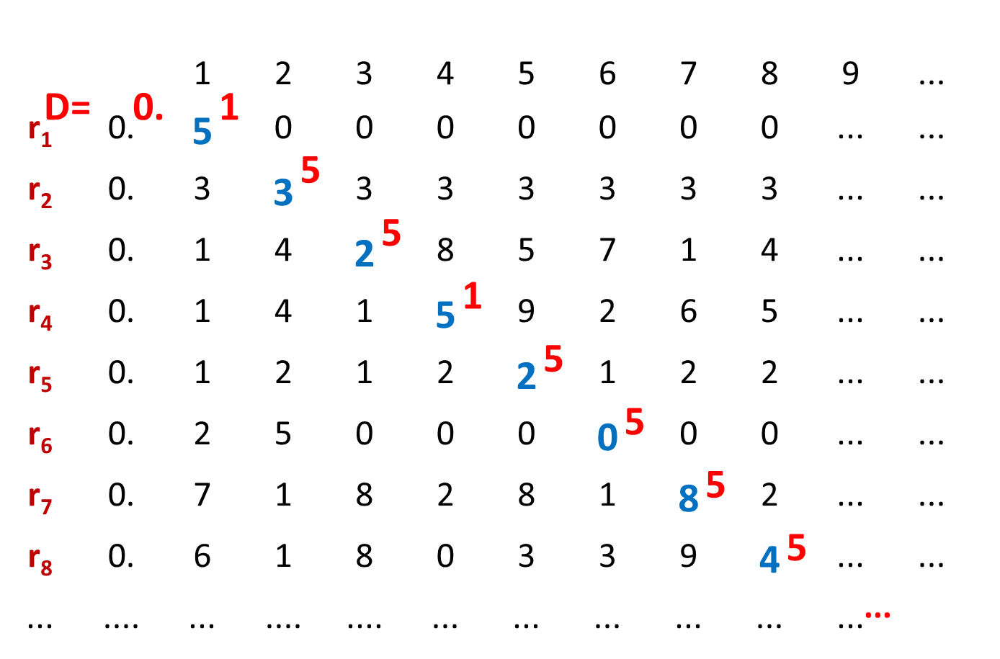 1 2 3 4 5 6 7 8 9 ...
D= 0. 1
r1 0. 5 0 0 0 0 0 0 0 ... ...
5
r2 0. 3 3 3 3 3 3 3 3 ... ...
5
r3 0. 1 4 2 8 5 7 1 4 ... ...
1
r4 0. 1 4 1 5 9 2 6 5 ... ...
5
r5 0. 1 2 1 2 2 1 2 2 ... ...
5
r6 0. 2 5 0 0 0 0 0 0 ... ...
5
r7 0. 7 1 8 2 8 1 8 2 ... ...
5
r8 0. 6 1 8 0 3 3 9 4 ... ...
... .... ... .... .... ... ... ... ... ... ... ...